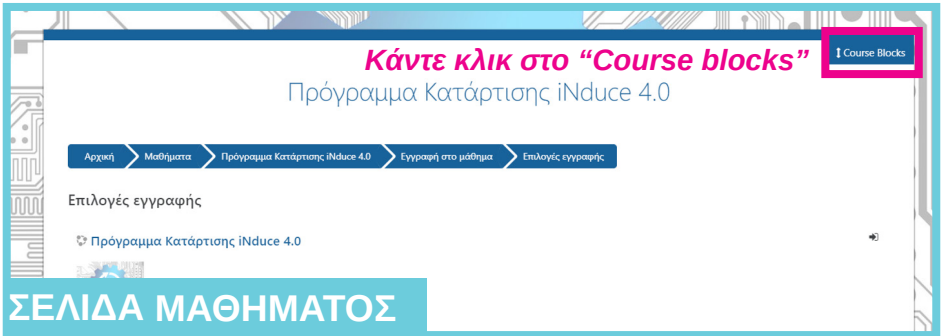 Κάντε κλικ στο “Course blocks”
Course Blocks
Πρόγραμμα Κατάρτισης iNduce 4.0
Αρχική Μαθήματα Πρόγραμμα Κατάρτισης iNduce 4.0 Εγγραφή στο μάθημα Επιλογές εγγραφής
Επιλογές εγγραφής
Πρόγραμμα Κατάρτισης iNduce 4.0
ΣΕΛΙΔΑ ΜΑΘΗΜΑΤΟΣ